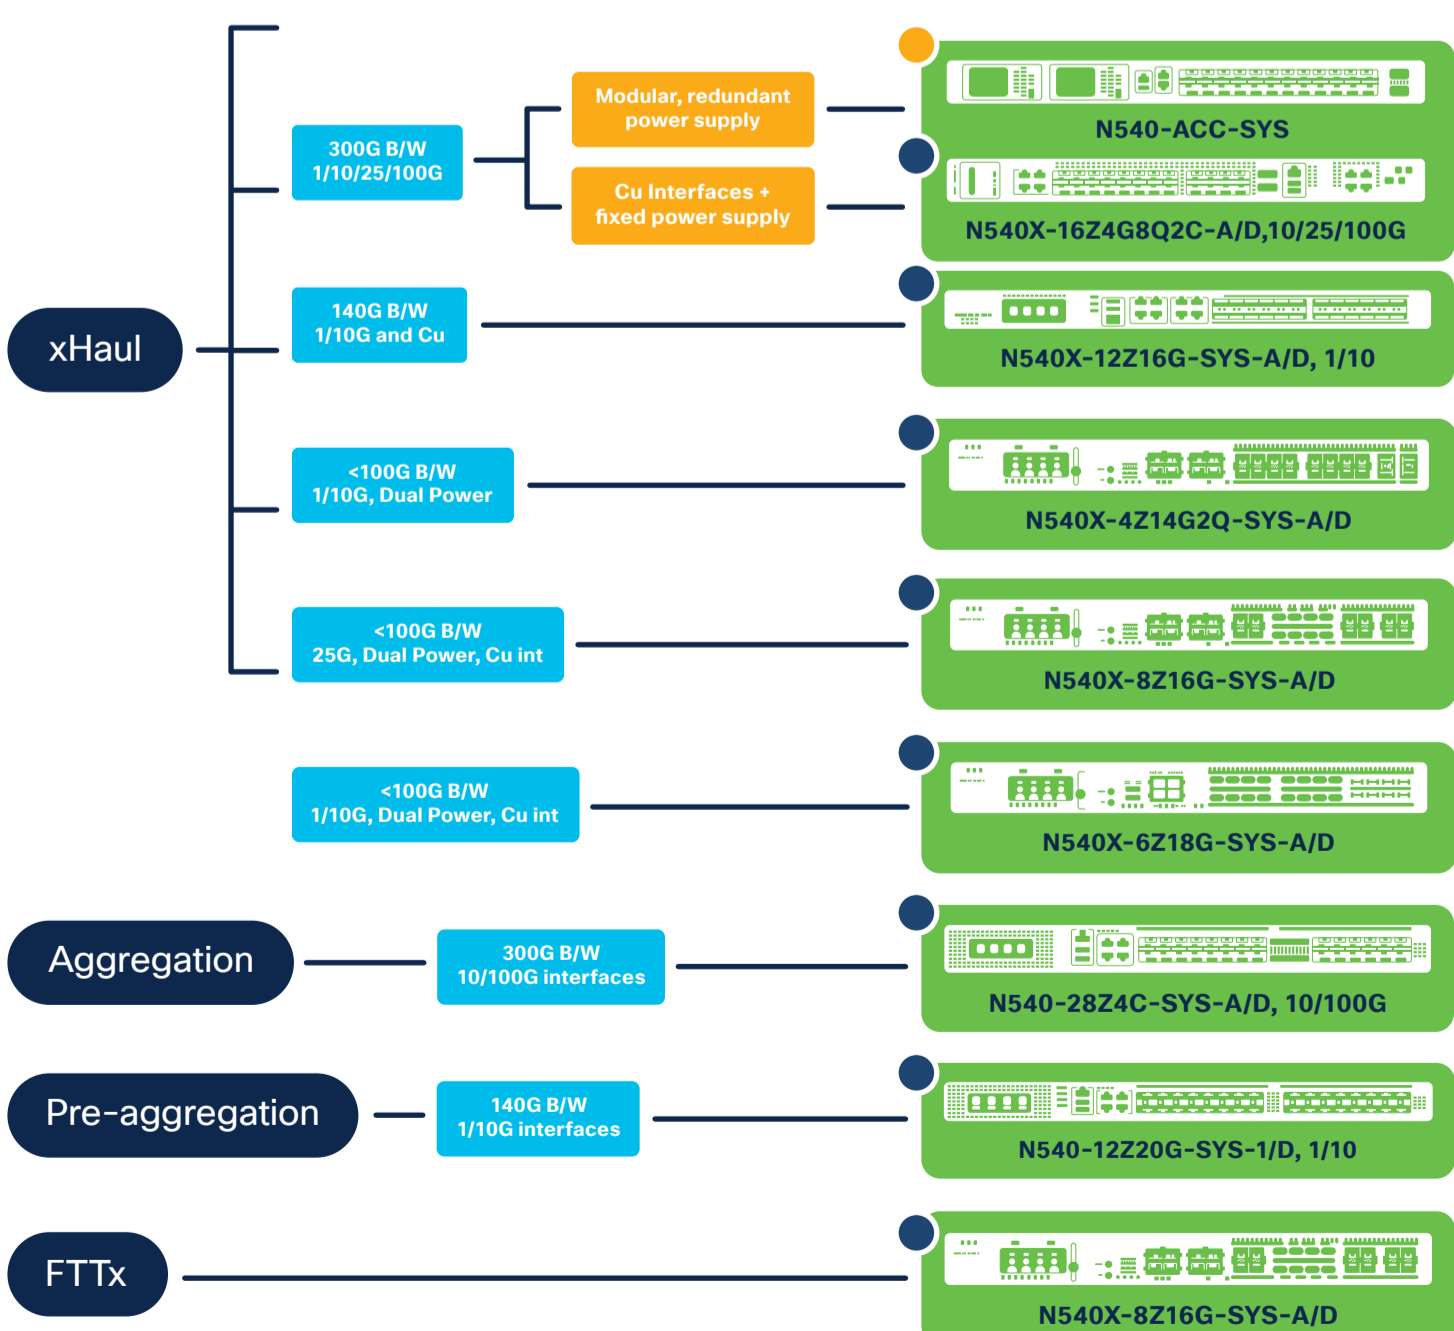 Modular, redundant
power supply
N540-ACC-SYS
300G B/W
1/10/25/100G
Cu Interfaces +
fixed power supply
N540X-16Z4G8Q2C-A/D,10/25/100G
xHaul
140G B/W
1/10G and Cu
N540X-12Z16G-SYS-A/D, 1/10
<100G B/W
1/10G, Dual Power
N540X-4Z14G2Q-SYS-A/D
<100G B/W
25G, Dual Power, Cu int
N540X-8Z16G-SYS-A/D
<100G B/W
1/10G, Dual Power, Cu int
N540X-6Z18G-SYS-A/D
Aggregation
300G B/W
10/100G interfaces
N540-28Z4C-SYS-A/D, 10/100G
Pre-aggregation
140G B/W
1/10G interfaces
N540-12Z20G-SYS-1/D, 1/10
FTTx
N540X-8Z16G-SYS-A/D